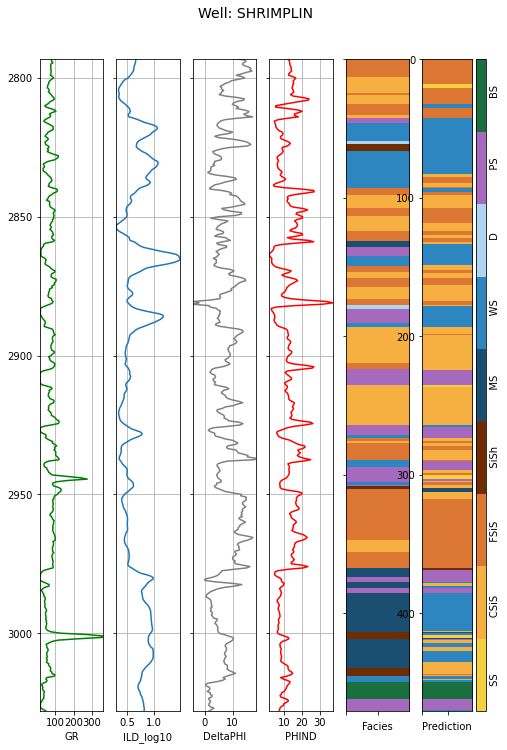 Well: SHRIMPLIN
2800
2850
2900
2950
3000
0
100
200
300
400
BS
PS
D
WS
MS
SiSh
FSiS
CSiS
SS
100 200 300
0.5 1.0
0 10
10 20 30
GR
ILD_log10
DeltaPHI
PHIND
Facies
Prediction